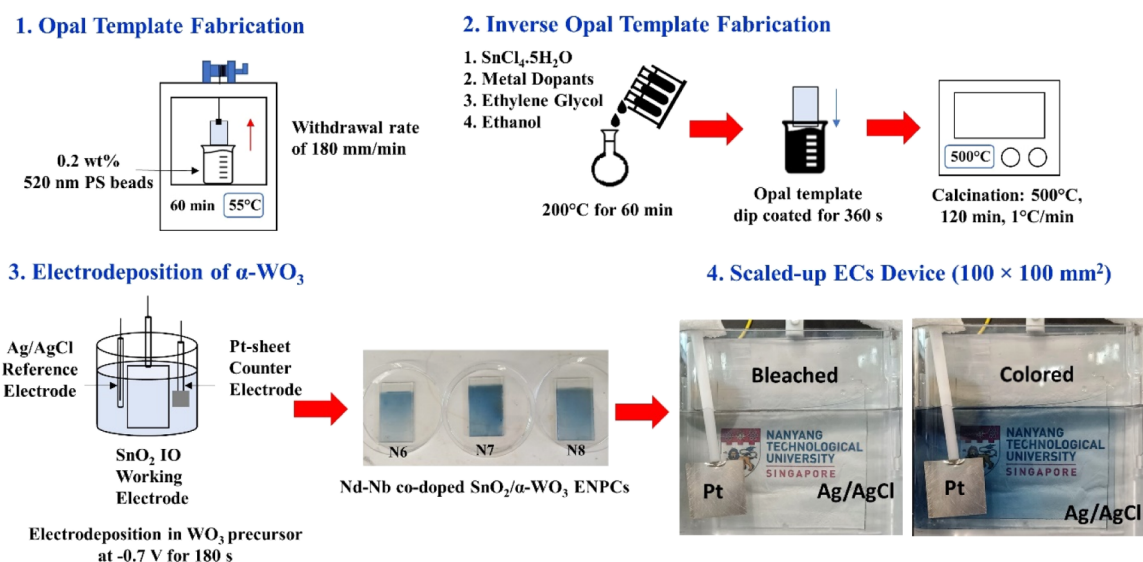 1. Opal Template Fabrication
0.2 wt%
520 nm PS beads
60 min
55°C
Withdrawal rate
of 180 mm/min
2. Inverse Opal Template Fabrication
1. SnCl₄.5H₂O
2. Metal Dopants
3. Ethylene Glycol
4. Ethanol
200°C for 60 min
Opal template
dip coated for 360 s
500°C
Calcination: 500°C,
120 min, 1°C/min
3. Electrodeposition of α-WO₃
Ag/AgCl
Reference
Electrode
Pt-sheet
Counter
Electrode
SnO₂ IO
Working
Electrode
Electrodeposition in WO₃ precursor
at -0.7 V for 180 s
N6
N7
N8
Nd-Nb co-doped SnO₂/α-WO₃ ENPCs
4. Scaled-up ECs Device (100 × 100 mm²)
Bleached
NANYANG
TECHNOLOGICAL
UNIVERSITY
SINGAPORE
Pt
Ag/AgCl
Colored
NANYANG
TECHNOLOGICAL
UNIVERSITY
SINGAPORE
Pt
Ag/AgCl